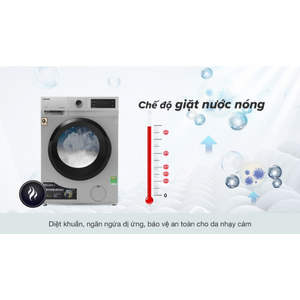 Chế độ giặt nước nóng
0
Diệt khuẩn, ngăn ngừa dị ứng, bảo vệ an toàn cho da nhạy cảm